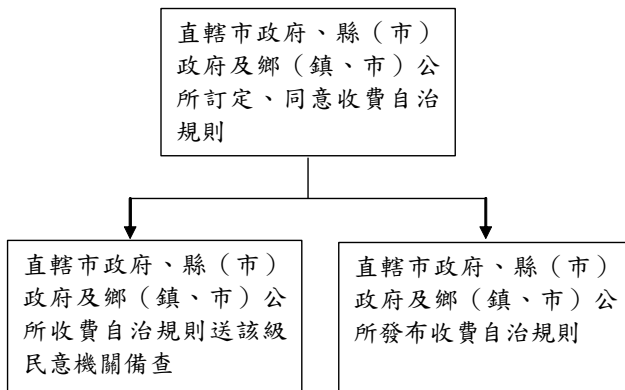 直轄市政府、縣（市）
政府及鄉（鎮、市）公
所訂定、同意收費自治
規則
直轄市政府、縣（市）
政府及鄉（鎮、市）公
所收費自治規則送該級
民意機關備查
直轄市政府、縣（市）
政府及鄉（鎮、市）公
所發布收費自治規則